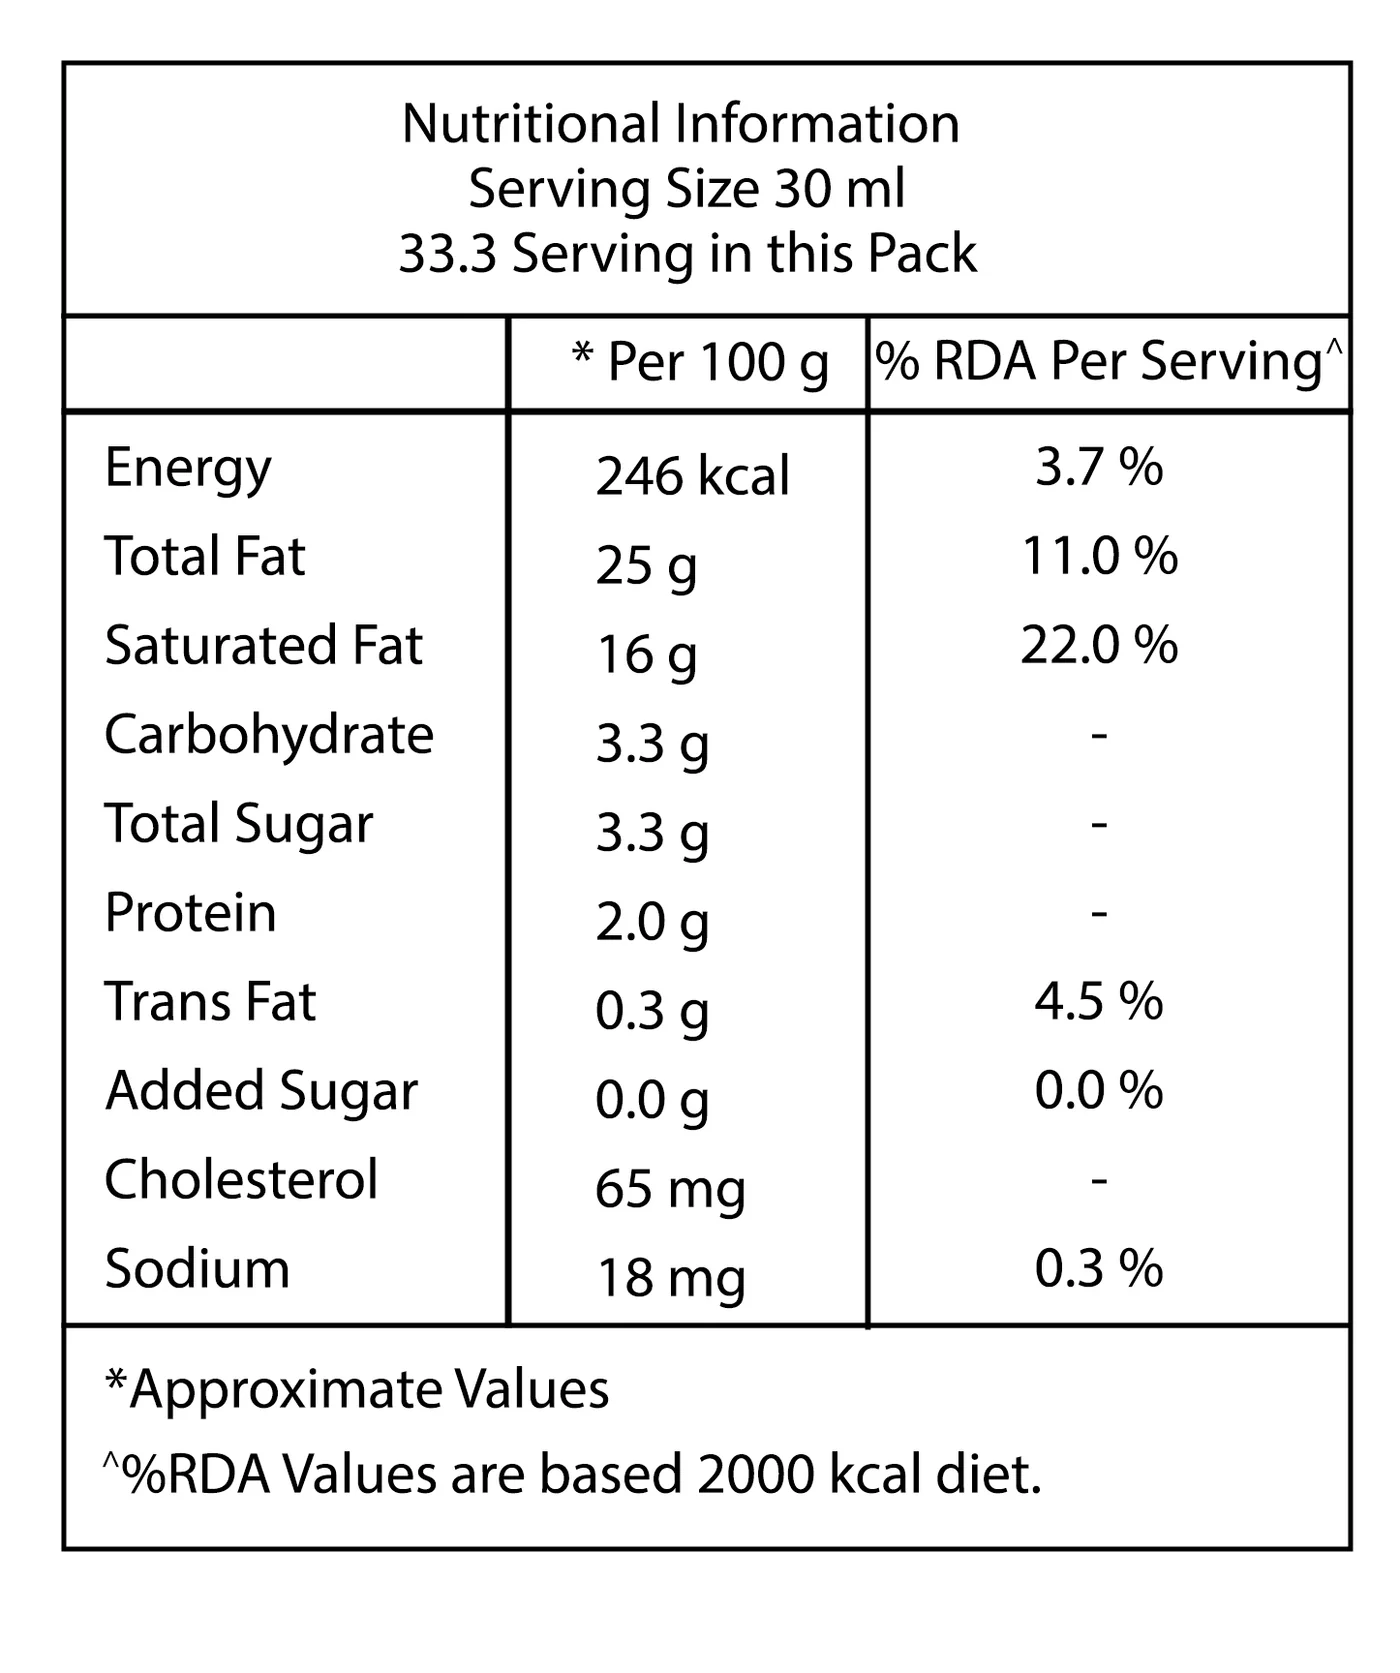 Nutritional Information
Serving Size 30 ml
33.3 Serving in this Pack
* Per 100 g % RDA Per Serving^
Energy 246 kcal 3.7 %
Total Fat 25 g 11.0 %
Saturated Fat 16 g 22.0 %
Carbohydrate 3.3 g -
Total Sugar 3.3 g -
Protein 2.0 g -
Trans Fat 0.3 g 4.5 %
Added Sugar 0.0 g 0.0 %
Cholesterol 65 mg -
Sodium 18 mg 0.3 %
*Approximate Values
^%RDA Values are based 2000 kcal diet.